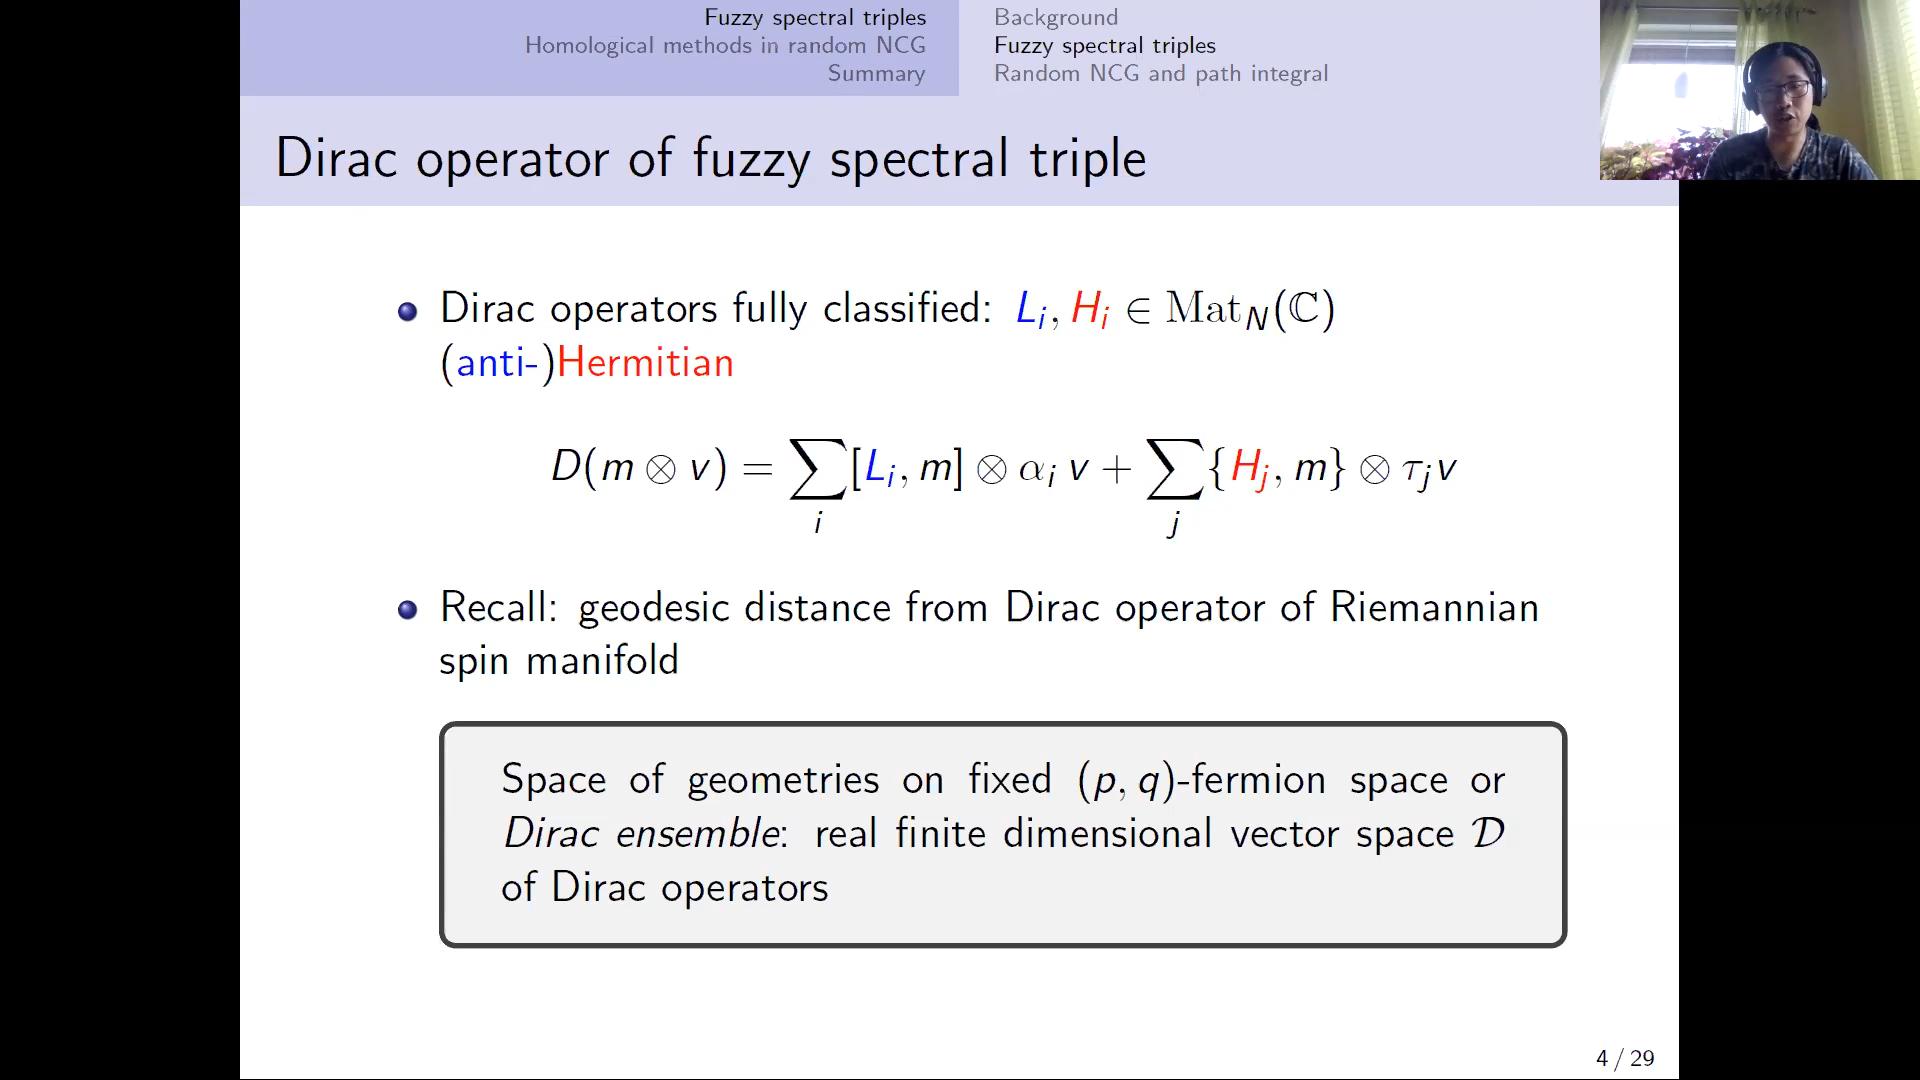 Fuzzy spectral triples
Homological methods in random NCG
Summary
Background
Fuzzy spectral triples
Random NCG and path integral
Dirac operator of fuzzy spectral triple
Dirac operators fully classified: L_i, H_i ∈ Mat_N(ℂ)
(anti-)Hermitian
D(m ⊗ v) = ∑_i [L_i, m] ⊗ α_i v + ∑_j {H_j, m} ⊗ τ_j v
Recall: geodesic distance from Dirac operator of Riemannian
spin manifold
Space of geometries on fixed (p, q)-fermion space or
Dirac ensemble: real finite dimensional vector space 𝒟
of Dirac operators
4 / 29